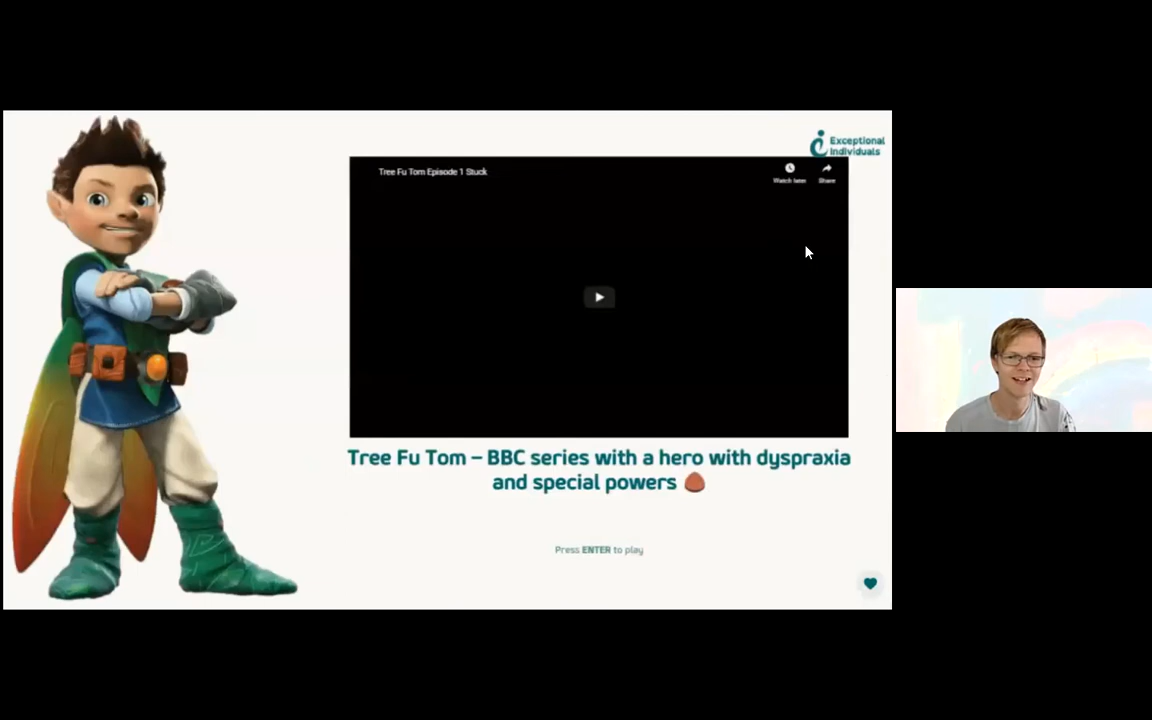 Exceptional
Individuals
Tree Fu Tom Episode 1 Stuck
Watch later
Share
Tree Fu Tom – BBC series with a hero with dyspraxia
and special powers
Press ENTER to play